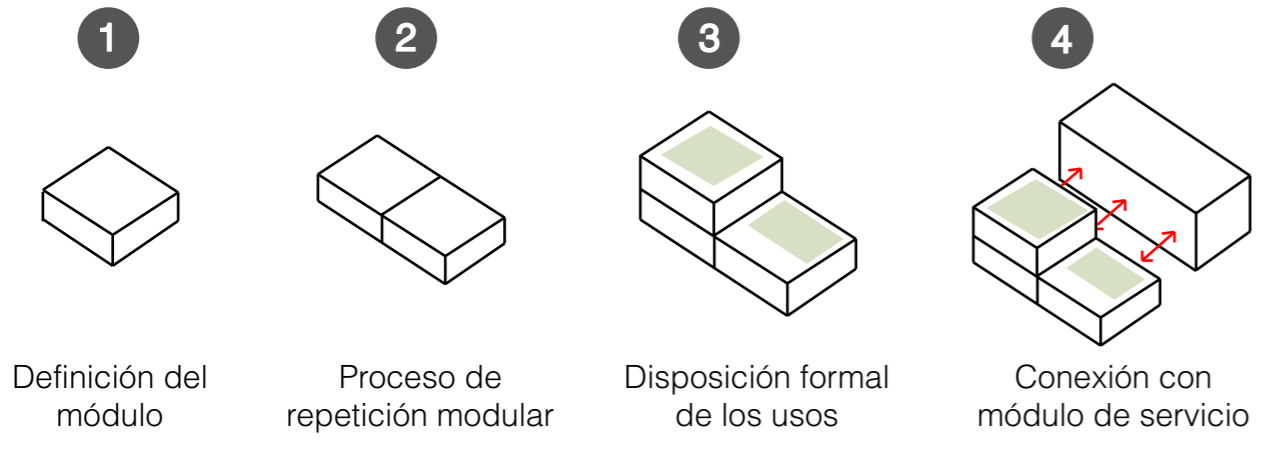 1
2
3
4
Definición del
módulo
Proceso de
repetición modular
Disposición formal
de los usos
Conexión con
módulo de servicio